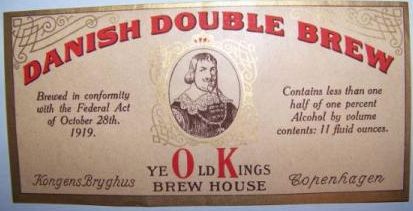 DANISH DOUBLE BREW
Brewed in conformity
with the Federal Act
of October 28th.
1919.
Contains less than one
half of one percent
Alcohol by volume
contents: 11 fluid ounces.
YE OLD KINGS
BREW HOUSE
Kongens Bryghus
Copenhagen